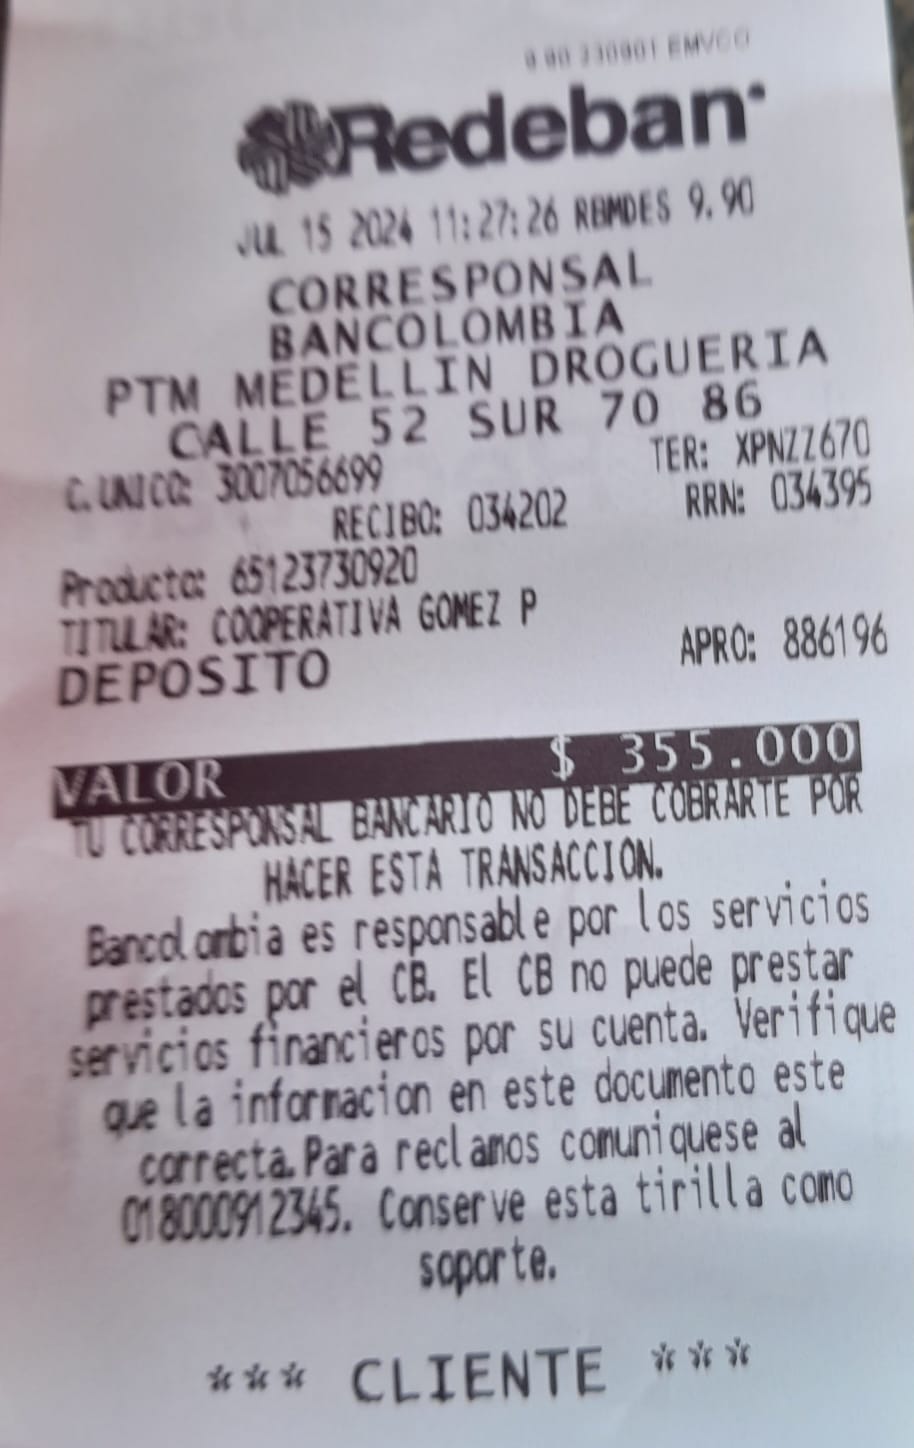 9.90 230901 EMVCO
Redeban
JUL 15 2024 11:27:26 RBMDES 9.90
CORRESPONSAL
BANCOLOMBIA
PTM MEDELLIN DROGUERIA
CALLE 52 SUR 70 86
C. UNICO: 3007056699 TER: XPNZZ670
RECIBO: 034202 RRN: 034395
Producto: 65123730920
TITULAR: COOPERATIVA GOMEZ P
DEPOSITO APRO: 886196
VALOR $ 355.000
TU CORRESPONSAL BANCARIO NO DEBE COBRARTE POR
HACER ESTA TRANSACCION.
Bancolombia es responsable por los servicios
prestados por el CB. El CB no puede prestar
servicios financieros por su cuenta. Verifique
que la informacion en este documento este
correcta.Para reclamos comuniquese al
018000912345. Conserve esta tirilla como
soporte.
*** CLIENTE ***